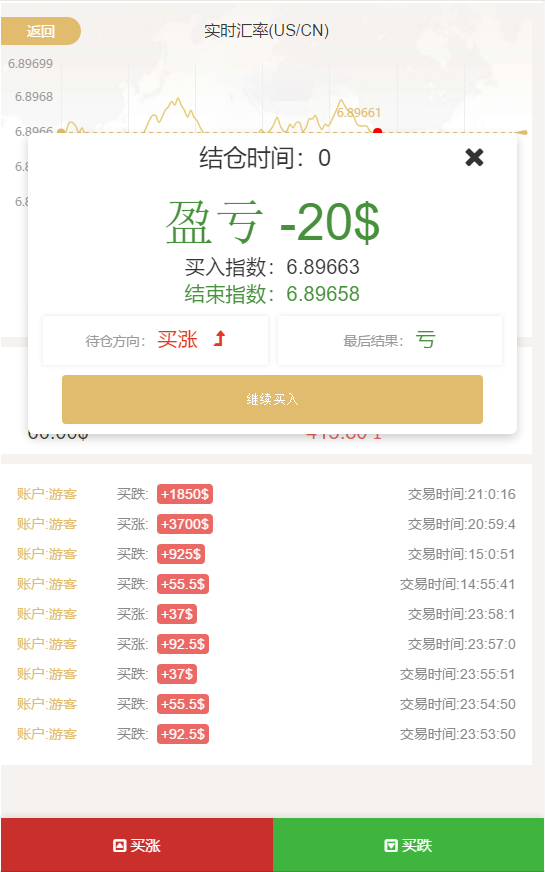 返回
实时汇率(US/CN)
6.89699
6.8968
6.89661
6.8966
结仓时间：0
盈亏 -20$
买入指数：6.89663
结束指数：6.89658
待仓方向： 买涨
最后结果： 亏
继续买入
账户:游客 买跌: +1850$ 交易时间:21:0:16
账户:游客 买涨: +3700$ 交易时间:20:59:4
账户:游客 买跌: +925$ 交易时间:15:0:51
账户:游客 买跌: +55.5$ 交易时间:14:55:41
账户:游客 买涨: +37$ 交易时间:23:58:1
账户:游客 买涨: +92.5$ 交易时间:23:57:0
账户:游客 买跌: +37$ 交易时间:23:55:51
账户:游客 买跌: +55.5$ 交易时间:23:54:50
账户:游客 买跌: +92.5$ 交易时间:23:53:50
买涨
买跌